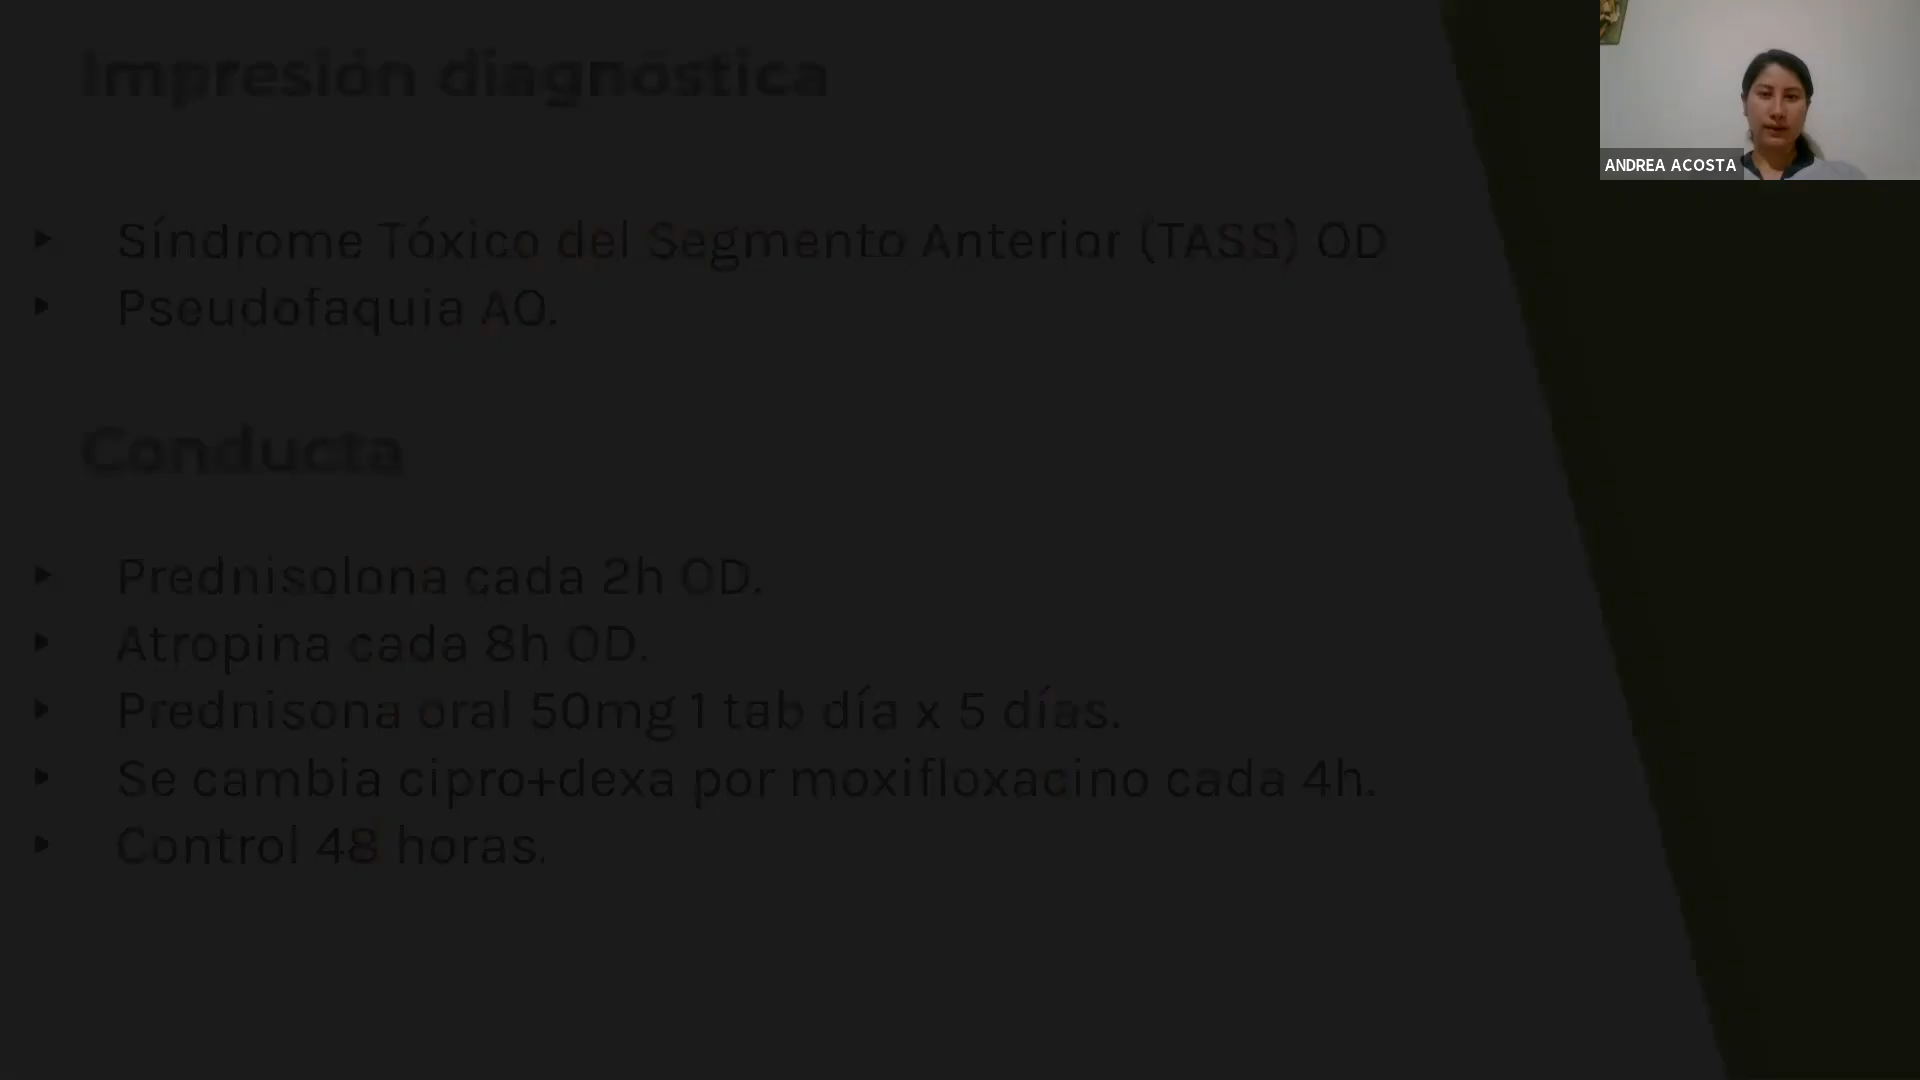 Impresión diagnóstica
ANDREA ACOSTA
Síndrome Tóxico del Segmento Anterior (TASS) OD
Pseudofaquia AO.
Conducta
Prednisolona cada 2h OD.
Atropina cada 8h OD.
Prednisona oral 50mg 1 tab día x 5 días.
Se cambia cipro+dexa por moxifloxacino cada 4h.
Control 48 horas.